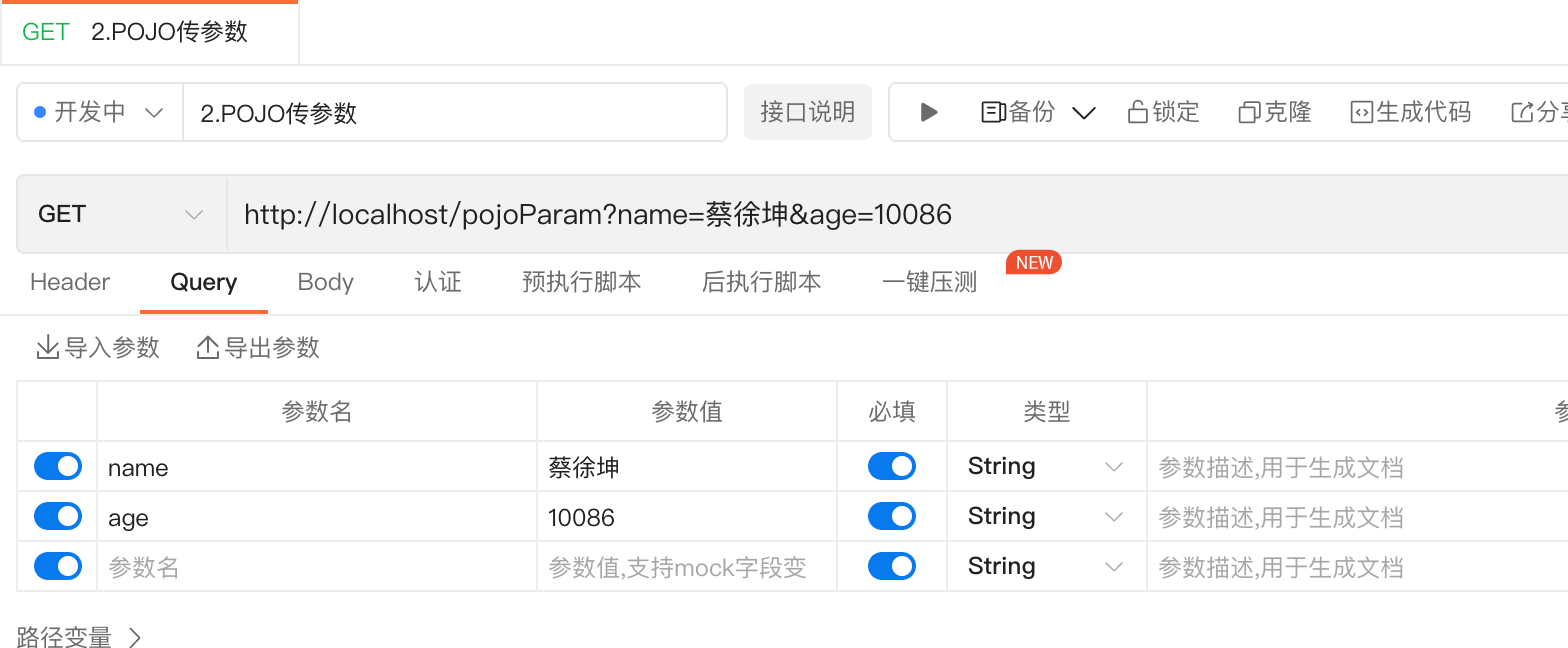 GET 2.POJO传参数
开发中 2.POJO传参数 接口说明 备份 锁定 克隆 生成代码 分享
GET http://localhost/pojoParam?name=蔡徐坤&age=10086
Header Query Body 认证 预执行脚本 后执行脚本 一键压测 NEW
导入参数 导出参数
参数名 参数值 必填 类型
name 蔡徐坤 String 参数描述,用于生成文档
age 10086 String 参数描述,用于生成文档
参数名 参数值,支持mock字段变 String 参数描述,用于生成文档
路径变量